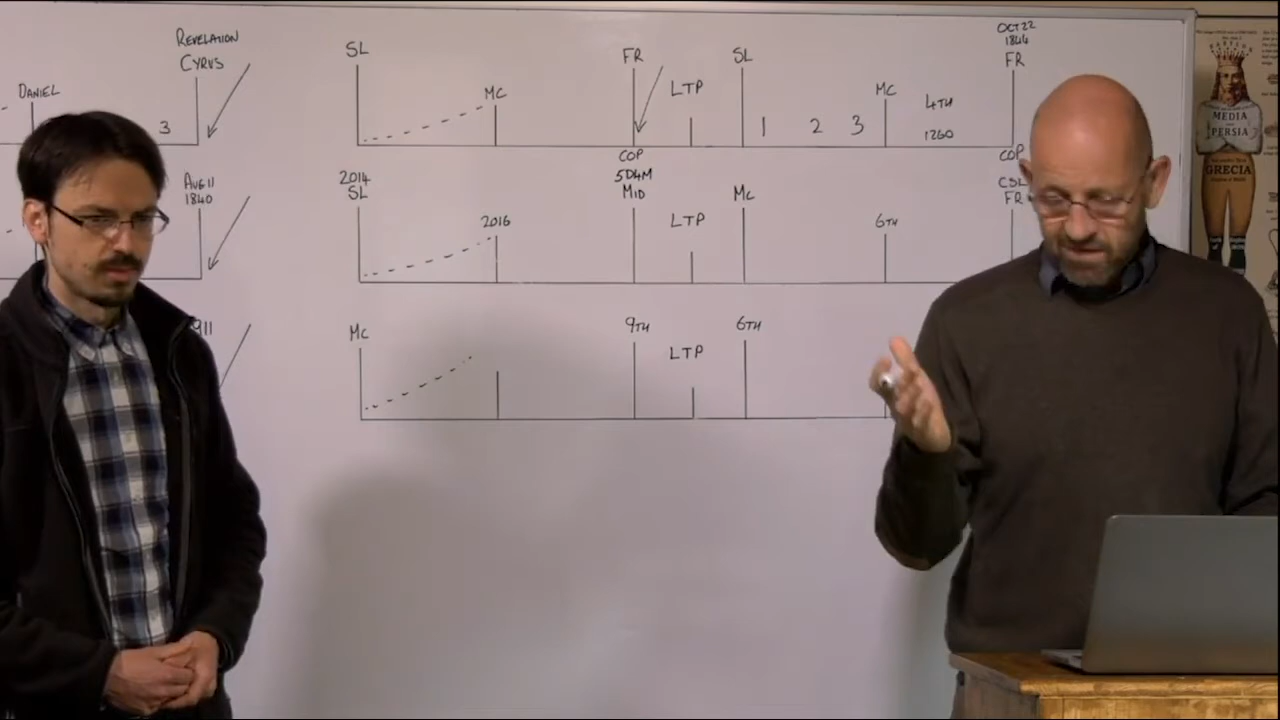 REVELATION
CYRUS
DANIEL
3
SL
MC
FR
LTP
SL
1 2 3
MC
4TH
1260
OCT 22
1844
FR
COP
COP
AUG 11
1840
2014
SL
2016
5D4M
MID
LTP
MC
6TH
CSL
FR
911
MC
9TH
LTP
6TH
MEDIA
PERSIA
GRECIA